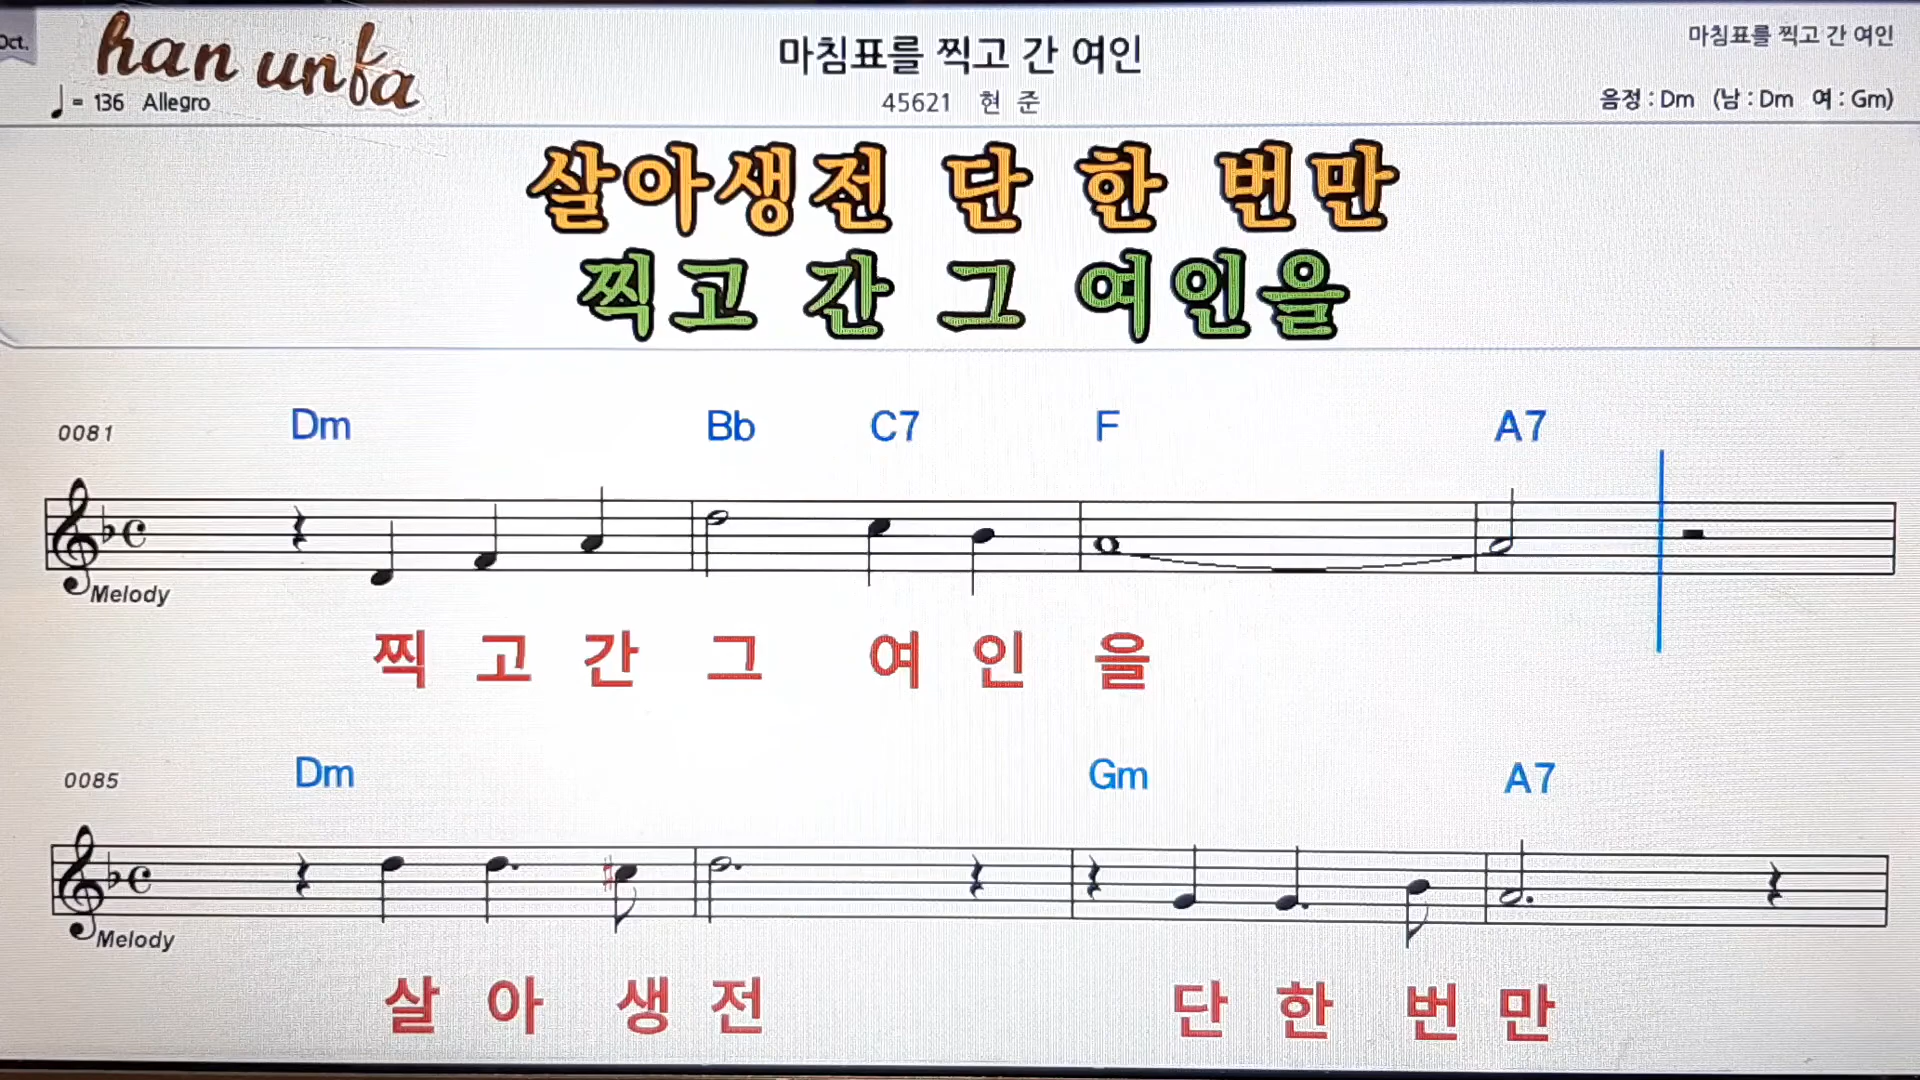 Oct.
han unfa
마침표를 찍고 간 여인
마침표를 찍고 간 여인
♩ = 136 Allegro
45621 현 준
음정 : Dm (남 : Dm 여 : Gm)
살아생전 단 한 번만
찍고 간 그 여인을
0081 Dm Bb C7 F A7
Melody
찍 고 간 그 여 인 을
0085 Dm Gm A7
Melody
살 아 생 전 단 한 번 만